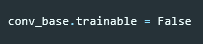 conv_base.trainable = False